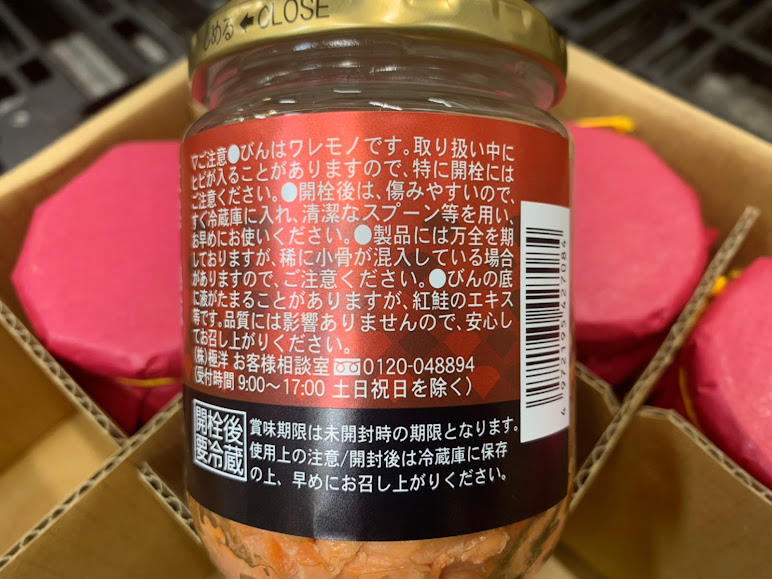 しめる ← CLOSE
▽ご注意●びんはワレモノです。取り扱い中に
ヒビが入ることがありますので、特に開栓には
ご注意ください。●開栓後は、傷みやすいので、
すぐ冷蔵庫に入れ、清潔なスプーン等を用い、
お早めにお使いください。●製品には万全を期
しておりますが、稀に小骨が混入している場合
がありますので、ご注意ください。●びんの底
に液がたまることがありますが、紅鮭のエキス
等です。品質には影響ありませんので、安心し
てお召し上がりください。
(株)極洋 お客様相談室 0120-048894
(受付時間 9:00~17:00 土日祝日を除く)
開栓後
要冷蔵
賞味期限は未開封時の期限となります。
使用上の注意/開封後は冷蔵庫に保存
の上、早めにお召し上がりください。
4972195427084